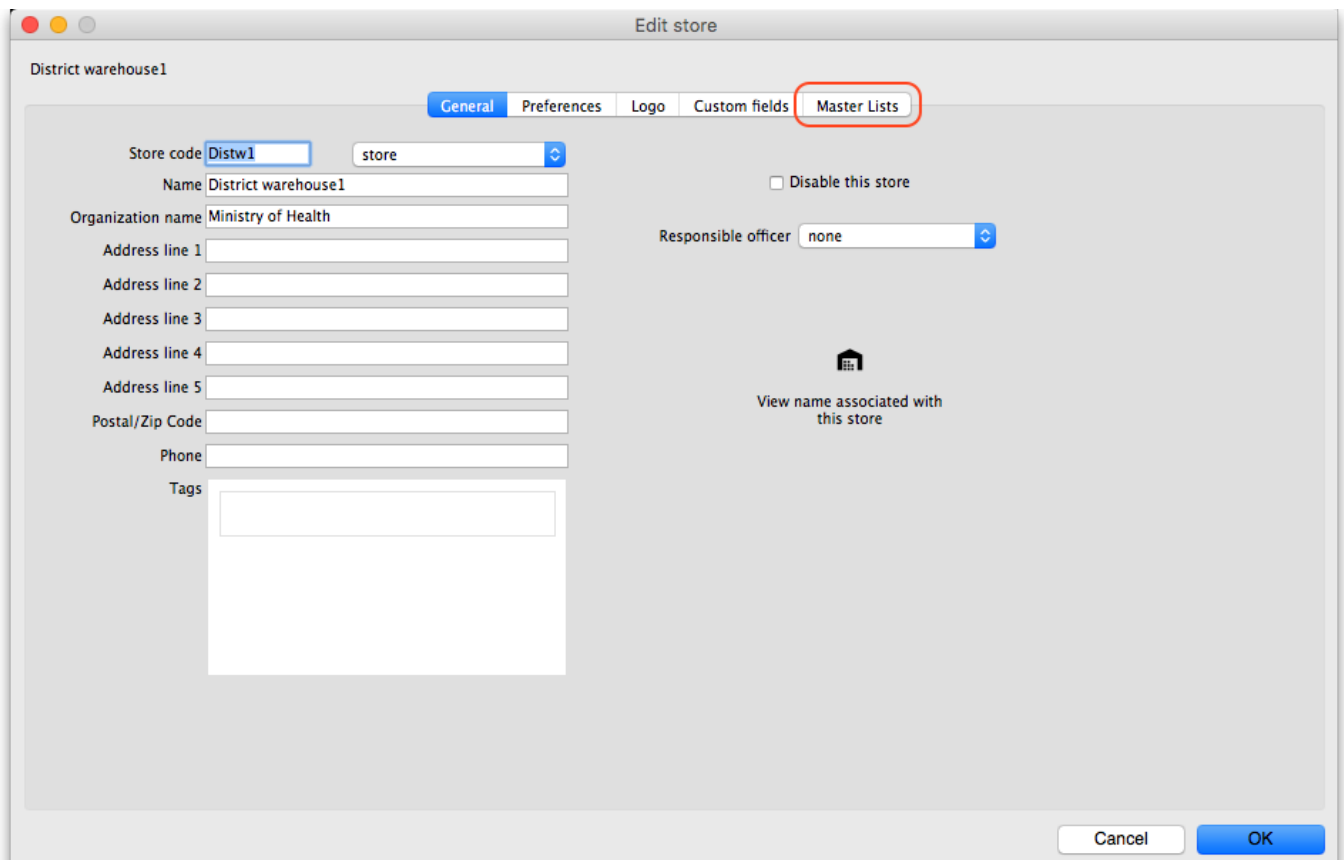 Edit store
District warehouse1
General Preferences Logo Custom fields Master Lists
Store code Distw1 store
Name District warehouse1
Disable this store
Organization name Ministry of Health
Responsible officer none
Address line 1
Address line 2
Address line 3
Address line 4
Address line 5
Postal/Zip Code
Phone
Tags
View name associated with
this store
Cancel OK